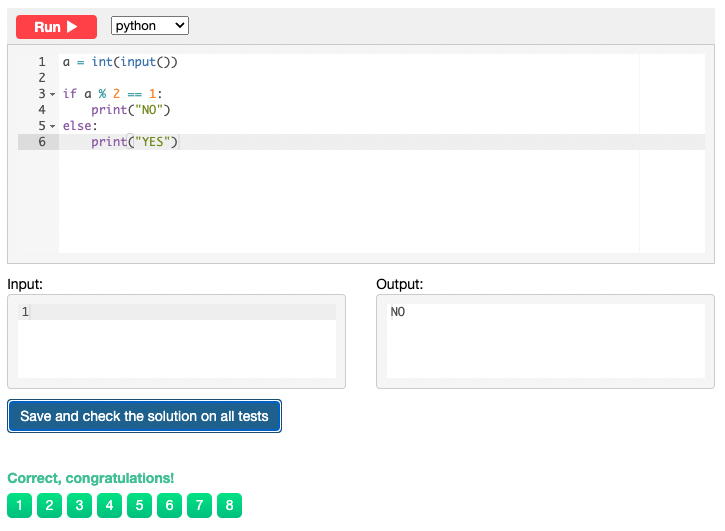 Run ▶ python
1 a = int(input())
2
3 if a % 2 == 1:
4     print("NO")
5 else:
6     print("YES")
Input: Output:
1 NO
Save and check the solution on all tests
Correct, congratulations!
1 2 3 4 5 6 7 8